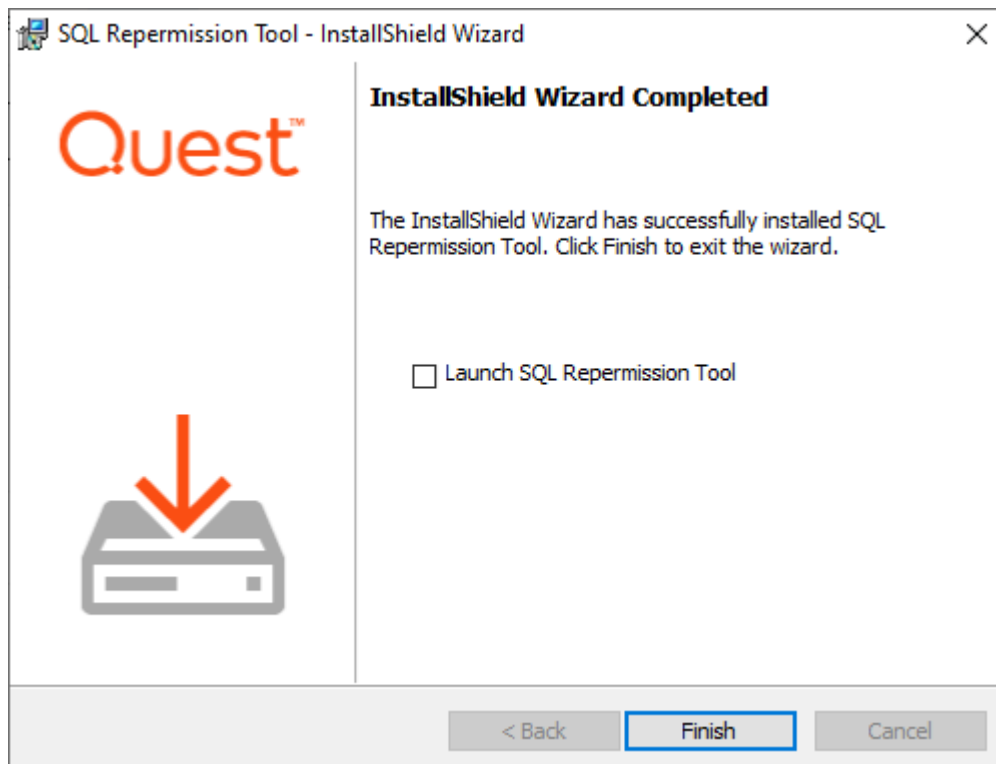 SQL Repermission Tool - InstallShield Wizard
Quest™
InstallShield Wizard Completed
The InstallShield Wizard has successfully installed SQL
Repermission Tool. Click Finish to exit the wizard.
Launch SQL Repermission Tool
< Back Finish Cancel